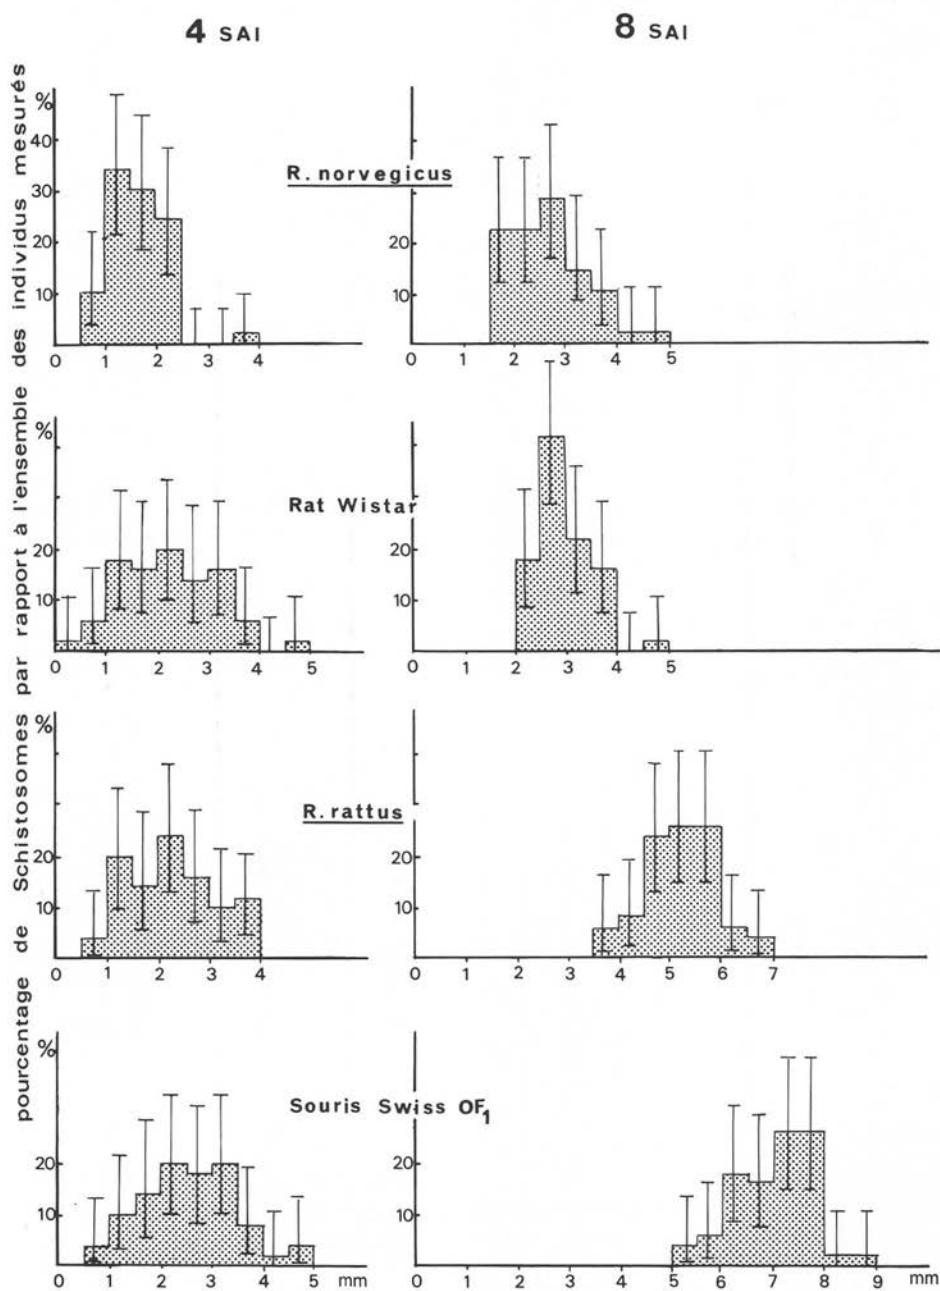 4 SAI
8 SAI
pourcentage de Schistosomes par rapport à l'ensemble des individus mesurés
%
40
30
20
10
0 1 2 3 4
R. norvegicus
20
10
0 1 2 3 4 5
%
20
10
0 1 2 3 4 5
Rat Wistar
20
10
0 1 2 3 4 5
%
20
10
0 1 2 3 4
R. rattus
20
10
0 1 2 3 4 5 6 7
%
20
10
0 1 2 3 4 5 mm
Souris Swiss OF1
20
10
0 1 2 3 4 5 6 7 8 9 mm